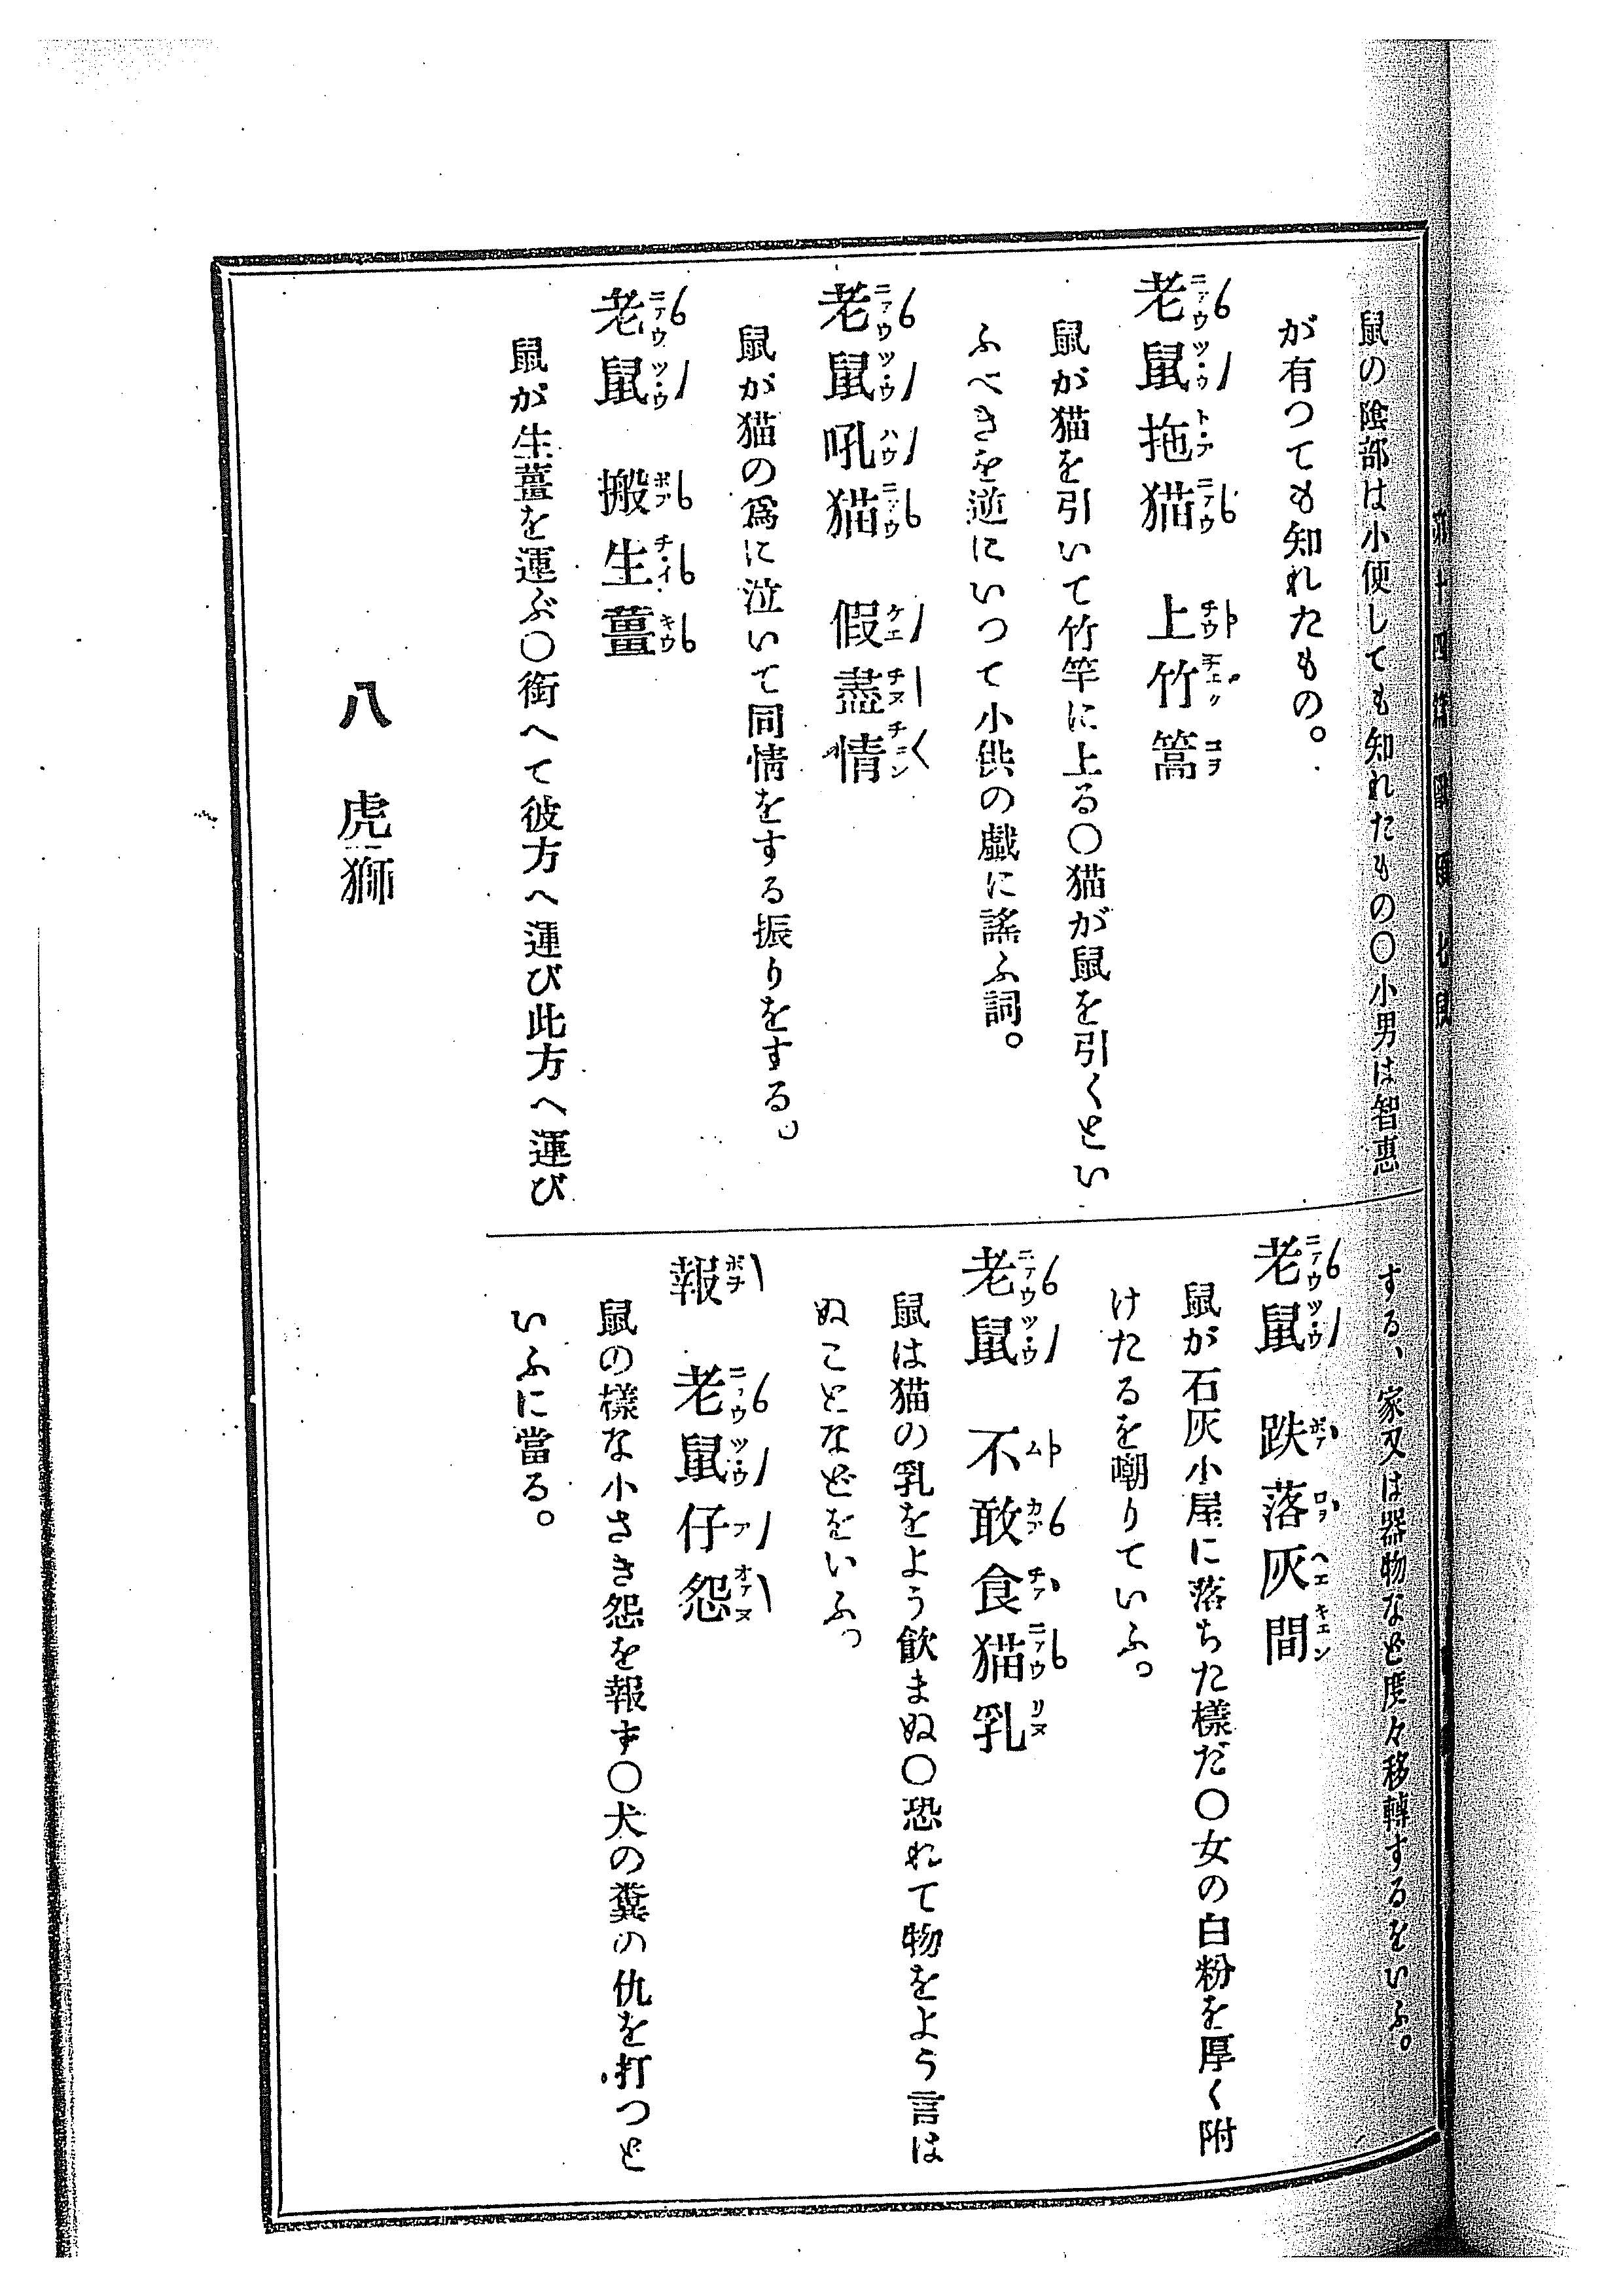 鼠の陰部は小便しても知れたもの〇小男は智惠
が有つても知れたもの。
老鼠拖猫 上竹篙
鼠が猫を引いて竹竿に上る〇猫が鼠を引くとい
ふべきを逆にいつて小供の戲に謠ふ詞。
老鼠吼猫 假盡情
鼠が猫の爲に泣いて同情をする振りをする。
老鼠 搬生薑
鼠が生薑を運ぶ〇銜へて彼方へ運び此方へ運び
する、家又は器物など度々移轉するをいふ。
老鼠 跌落灰間
鼠が石灰小屋に落ちた樣だ〇女の白粉を厚く附
けたるを嘲りていふ。
老鼠 不敢食猫乳
鼠は猫の乳をよう飮まぬ〇恐れて物をよう言は
ぬことなどをいふ。
報 老鼠仔怨
鼠の樣な小さき怨を報す〇犬の糞の仇を打つと
いふに當る。
八 虎獅